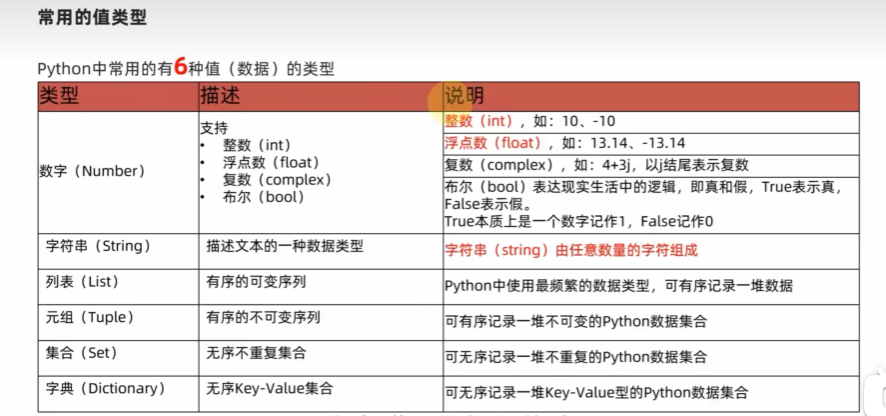 常用的值类型
Python中常用的有6种值（数据）的类型
类型 描述 说明
数字（Number）
支持
• 整数（int）
• 浮点数（float）
• 复数（complex）
• 布尔（bool）
整数（int），如：10、-10
浮点数（float），如：13.14、-13.14
复数（complex），如：4+3j，以j结尾表示复数
布尔（bool）表达现实生活中的逻辑，即真和假，True表示真，
False表示假。
True本质上是一个数字记作1，False记作0
字符串（String） 描述文本的一种数据类型 字符串（string）由任意数量的字符组成
列表（List） 有序的可变序列 Python中使用最频繁的数据类型，可有序记录一堆数据
元组（Tuple） 有序的不可变序列 可有序记录一堆不可变的Python数据集合
集合（Set） 无序不重复集合 可无序记录一堆不重复的Python数据集合
字典（Dictionary） 无序Key-Value集合 可无序记录一堆Key-Value型的Python数据集合